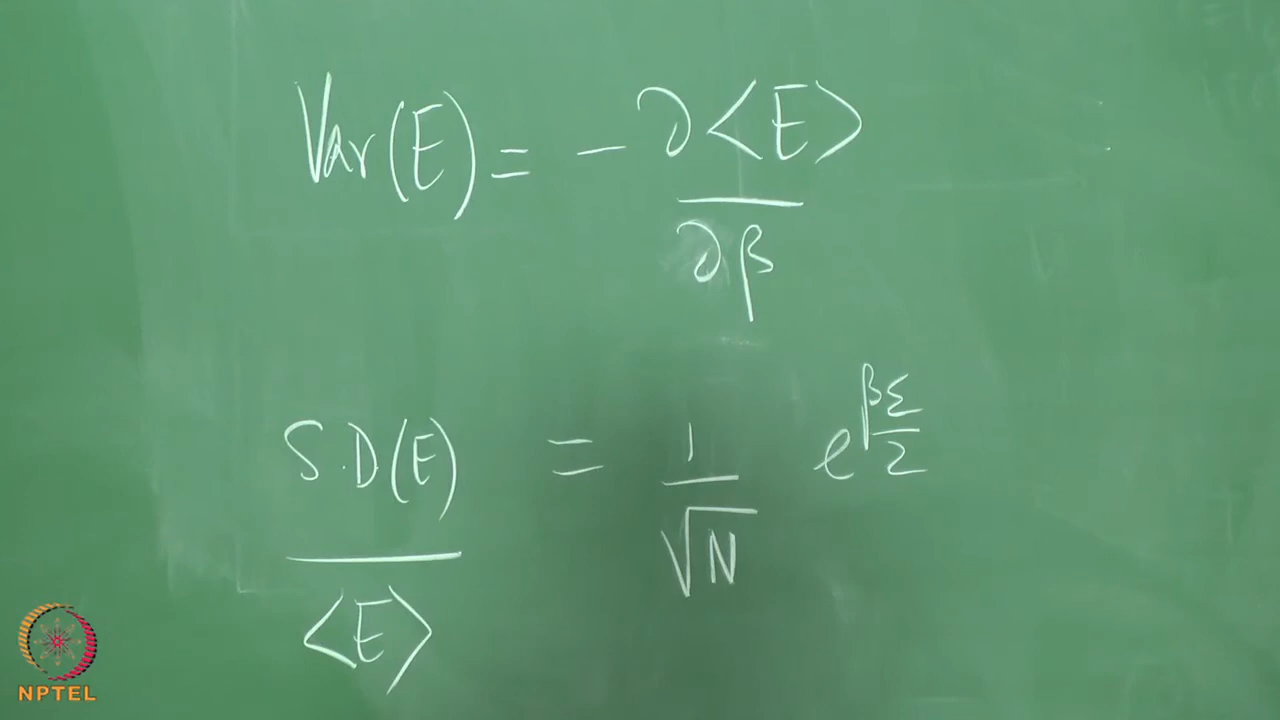 Var(E) = - ∂<E>/∂β
S.D(E)/<E> = 1/√N e^(βε/2)
NPTEL